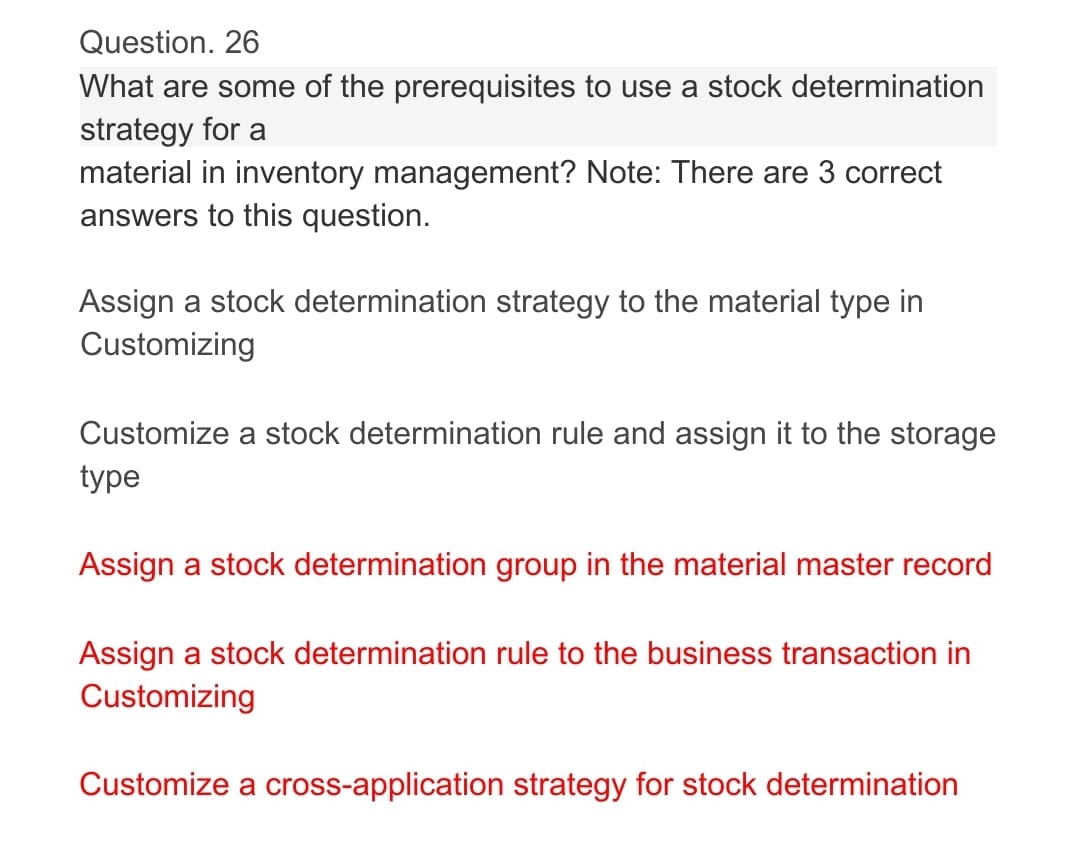 Question. 26
What are some of the prerequisites to use a stock determination
strategy for a
material in inventory management? Note: There are 3 correct
answers to this question.
Assign a stock determination strategy to the material type in
Customizing
Customize a stock determination rule and assign it to the storage
type
Assign a stock determination group in the material master record
Assign a stock determination rule to the business transaction in
Customizing
Customize a cross-application strategy for stock determination